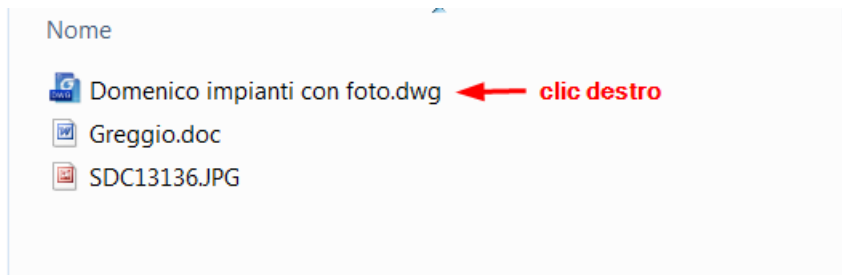 Nome
Domenico impianti con foto.dwg clic destro
Greggio.doc
SDC13136.JPG